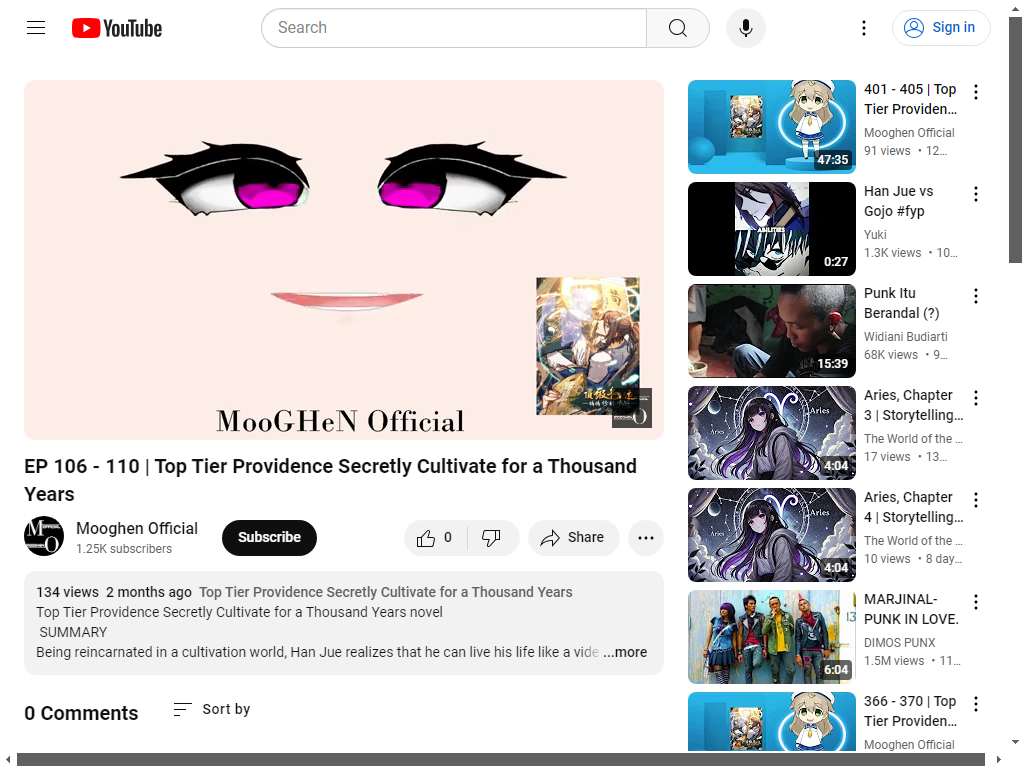 YouTube
Search
Sign in
MooGHeN Official
EP 106 - 110 | Top Tier Providence Secretly Cultivate for a Thousand
Years
Mooghen Official
1.25K subscribers
Subscribe
0
Share
134 views 2 months ago Top Tier Providence Secretly Cultivate for a Thousand Years
Top Tier Providence Secretly Cultivate for a Thousand Years novel
SUMMARY
Being reincarnated in a cultivation world, Han Jue realizes that he can live his life like a vide ...more
0 Comments
Sort by
47:35
401 - 405 | Top
Tier Providen...
Mooghen Official
91 views • 12...
ABILITIES
0:27
Han Jue vs
Gojo #fyp
Yuki
1.3K views • 10...
15:39
Punk Itu
Berandal (?)
Widiani Budiarti
68K views • 9...
Aries
Aries
4:04
Aries, Chapter
3 | Storytelling...
The World of the ...
17 views • 13...
Aries
Aries
4:04
Aries, Chapter
4 | Storytelling...
The World of the ...
10 views • 8 day...
6:04
MARJINAL-
PUNK IN LOVE.
DIMOS PUNX
1.5M views • 11...
366 - 370 | Top
Tier Providen...
Mooghen Official